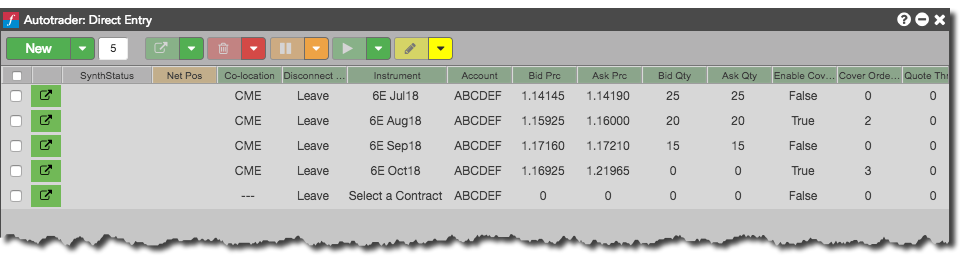 f Autotrader: Direct Entry ?
New 5
SynthStatus Net Pos Co-location Disconnect ... Instrument Account Bid Prc Ask Prc Bid Qty Ask Qty Enable Cov... Cover Orde... Quote Thr
CME Leave 6E Jul18 ABCDEF 1.14145 1.14190 25 25 False 0 0
CME Leave 6E Aug18 ABCDEF 1.15925 1.16000 20 20 True 2 0
CME Leave 6E Sep18 ABCDEF 1.17160 1.17210 15 15 False 0 0
CME Leave 6E Oct18 ABCDEF 1.16925 1.21965 0 0 True 3 0
--- Leave Select a Contract ABCDEF 0 0 0 0 False 0 0